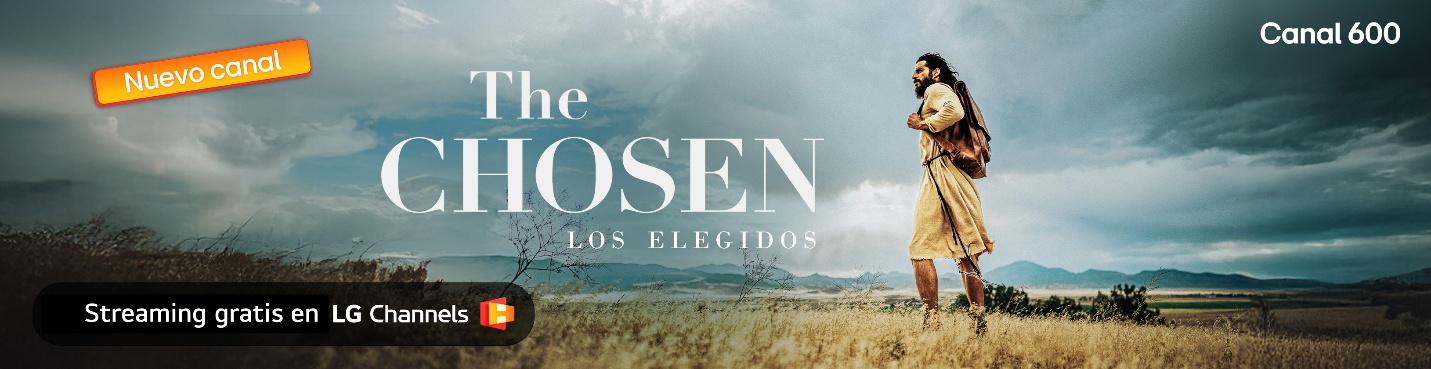 Nuevo canal
Canal 600
The
CHOSEN
LOS ELEGIDOS
Streaming gratis en LG Channels